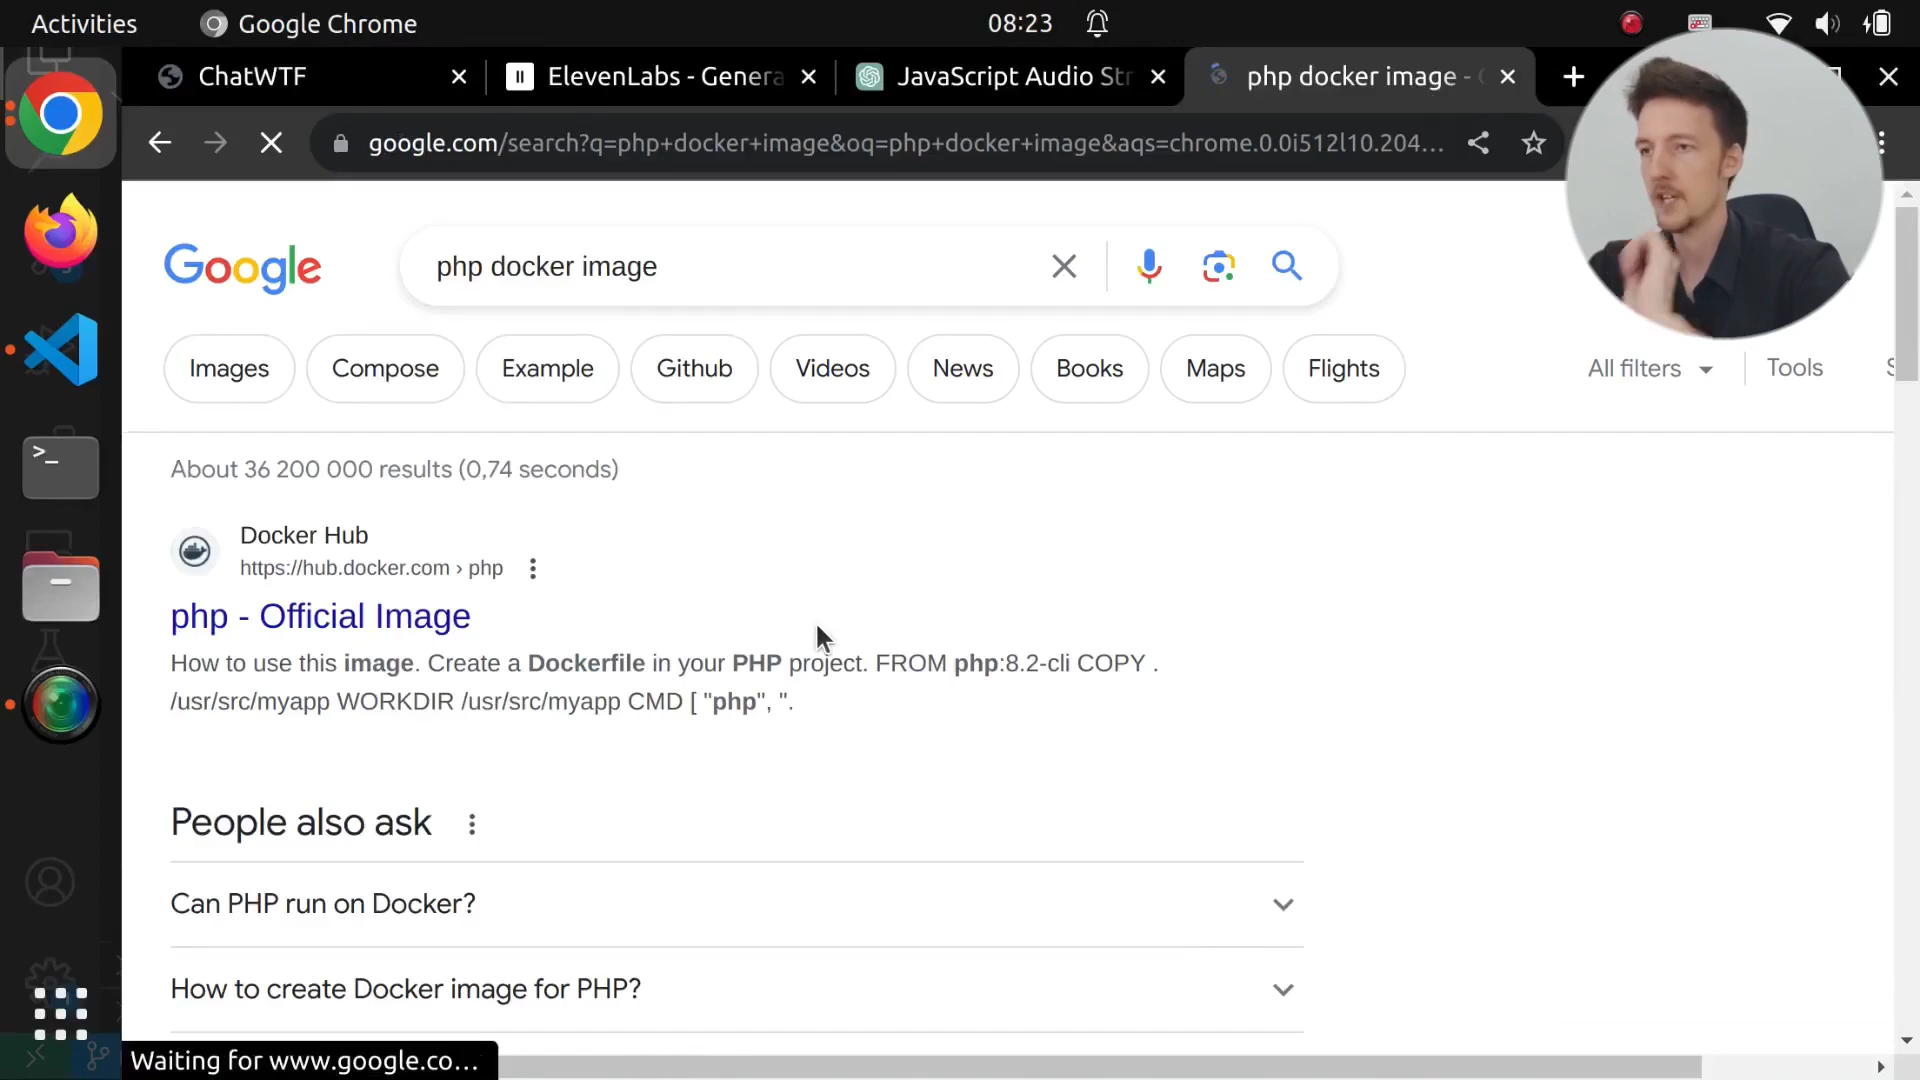 Activities
Google Chrome
08:23
ChatWTF
ElevenLabs - Genera
JavaScript Audio Str
php docker image -
google.com/search?q=php+docker+image&oq=php+docker+image&aqs=chrome.0.0i512l10.204...
Google
php docker image
Images
Compose
Example
Github
Videos
News
Books
Maps
Flights
All filters
Tools
About 36 200 000 results (0,74 seconds)
Docker Hub
https://hub.docker.com › php
php - Official Image
How to use this image. Create a Dockerfile in your PHP project. FROM php:8.2-cli COPY .
/usr/src/myapp WORKDIR /usr/src/myapp CMD [ "php", ".
People also ask
Can PHP run on Docker?
How to create Docker image for PHP?
Waiting for www.google.co...